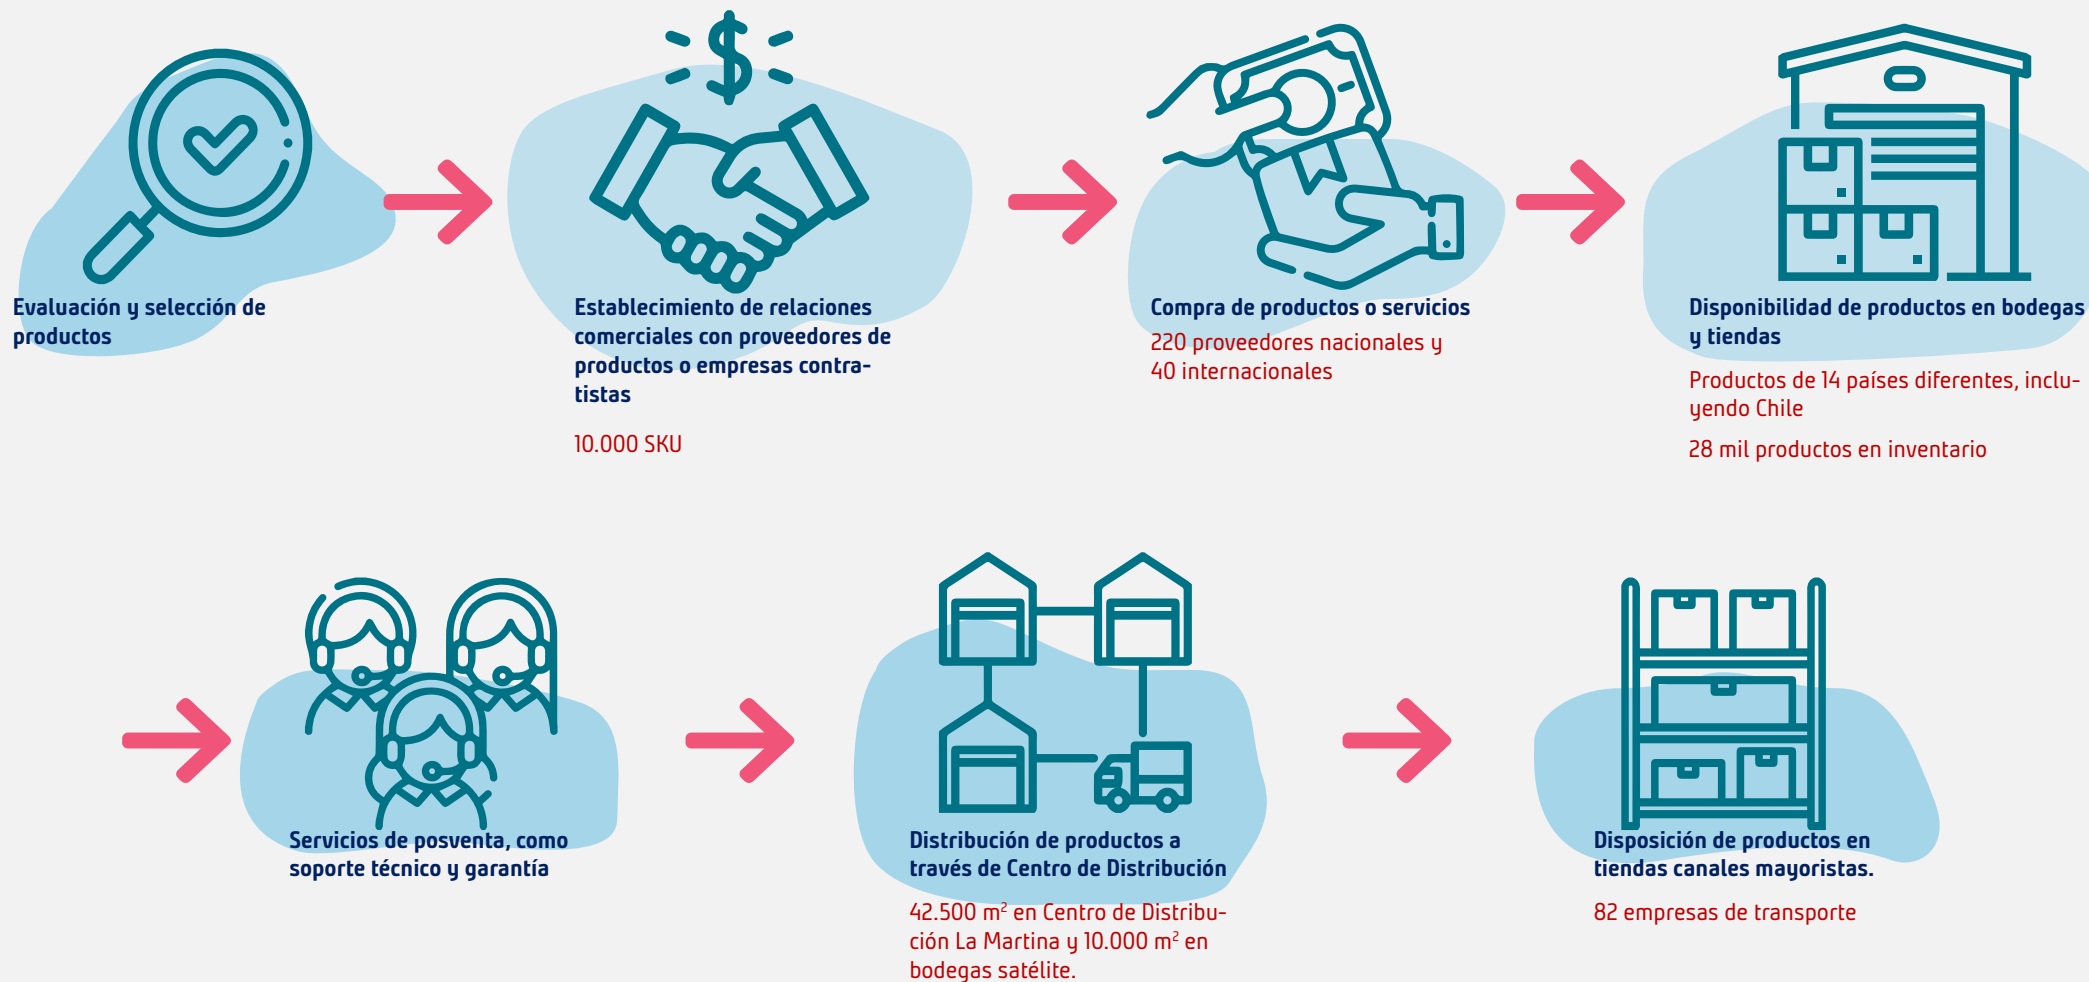 Evaluación y selección de
productos
Establecimiento de relaciones
comerciales con proveedores de
productos o empresas contra-
tistas
10.000 SKU
Compra de productos o servicios
220 proveedores nacionales y
40 internacionales
Disponibilidad de productos en bodegas
y tiendas
Productos de 14 países diferentes, inclu-
yendo Chile
28 mil productos en inventario
Servicios de posventa, como
soporte técnico y garantía
Distribución de productos a
través de Centro de Distribución
42.500 m² en Centro de Distribu-
ción La Martina y 10.000 m² en
bodegas satélite.
Disposición de productos en
tiendas canales mayoristas.
82 empresas de transporte